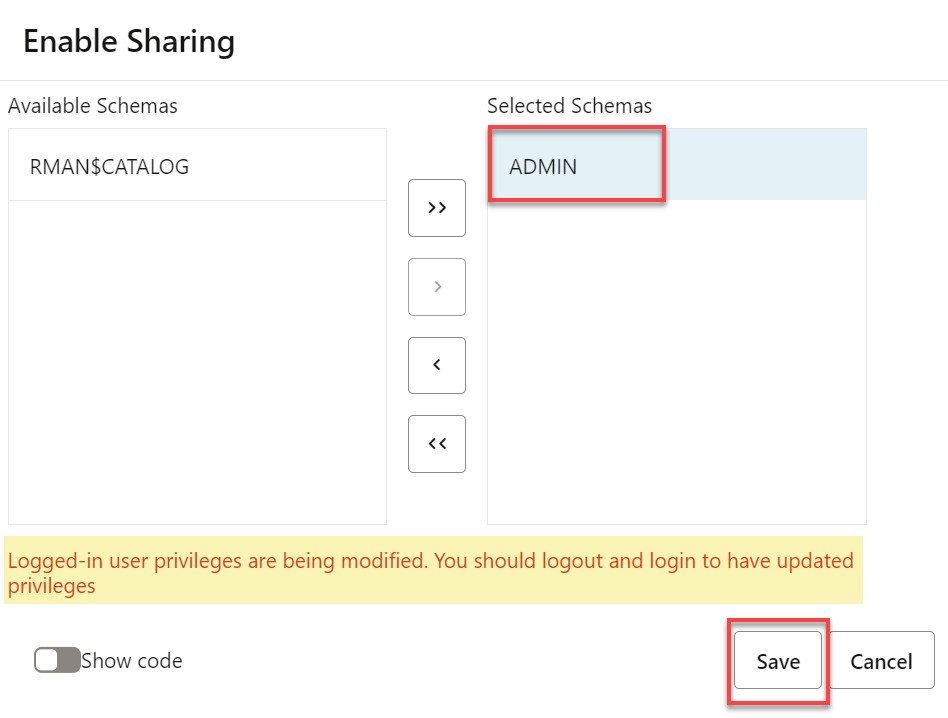 Enable Sharing
Available Schemas
Selected Schemas
RMAN$CATALOG
ADMIN
>>
>
<
<<
Logged-in user privileges are being modified. You should logout and login to have updated
privileges
Show code
Save
Cancel